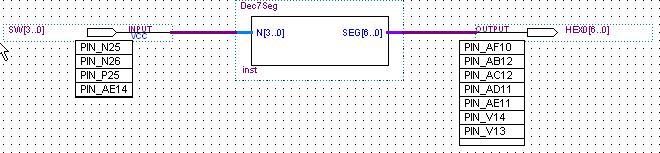 Dec7Seg
SW[3..0] INPUT VCC N[3..0] SEG[6..0] OUTPUT HEX0[6..0]
inst
PIN_N25
PIN_N26
PIN_P25
PIN_AE14
PIN_AF10
PIN_AB12
PIN_AC12
PIN_AD11
PIN_AE11
PIN_V14
PIN_V13